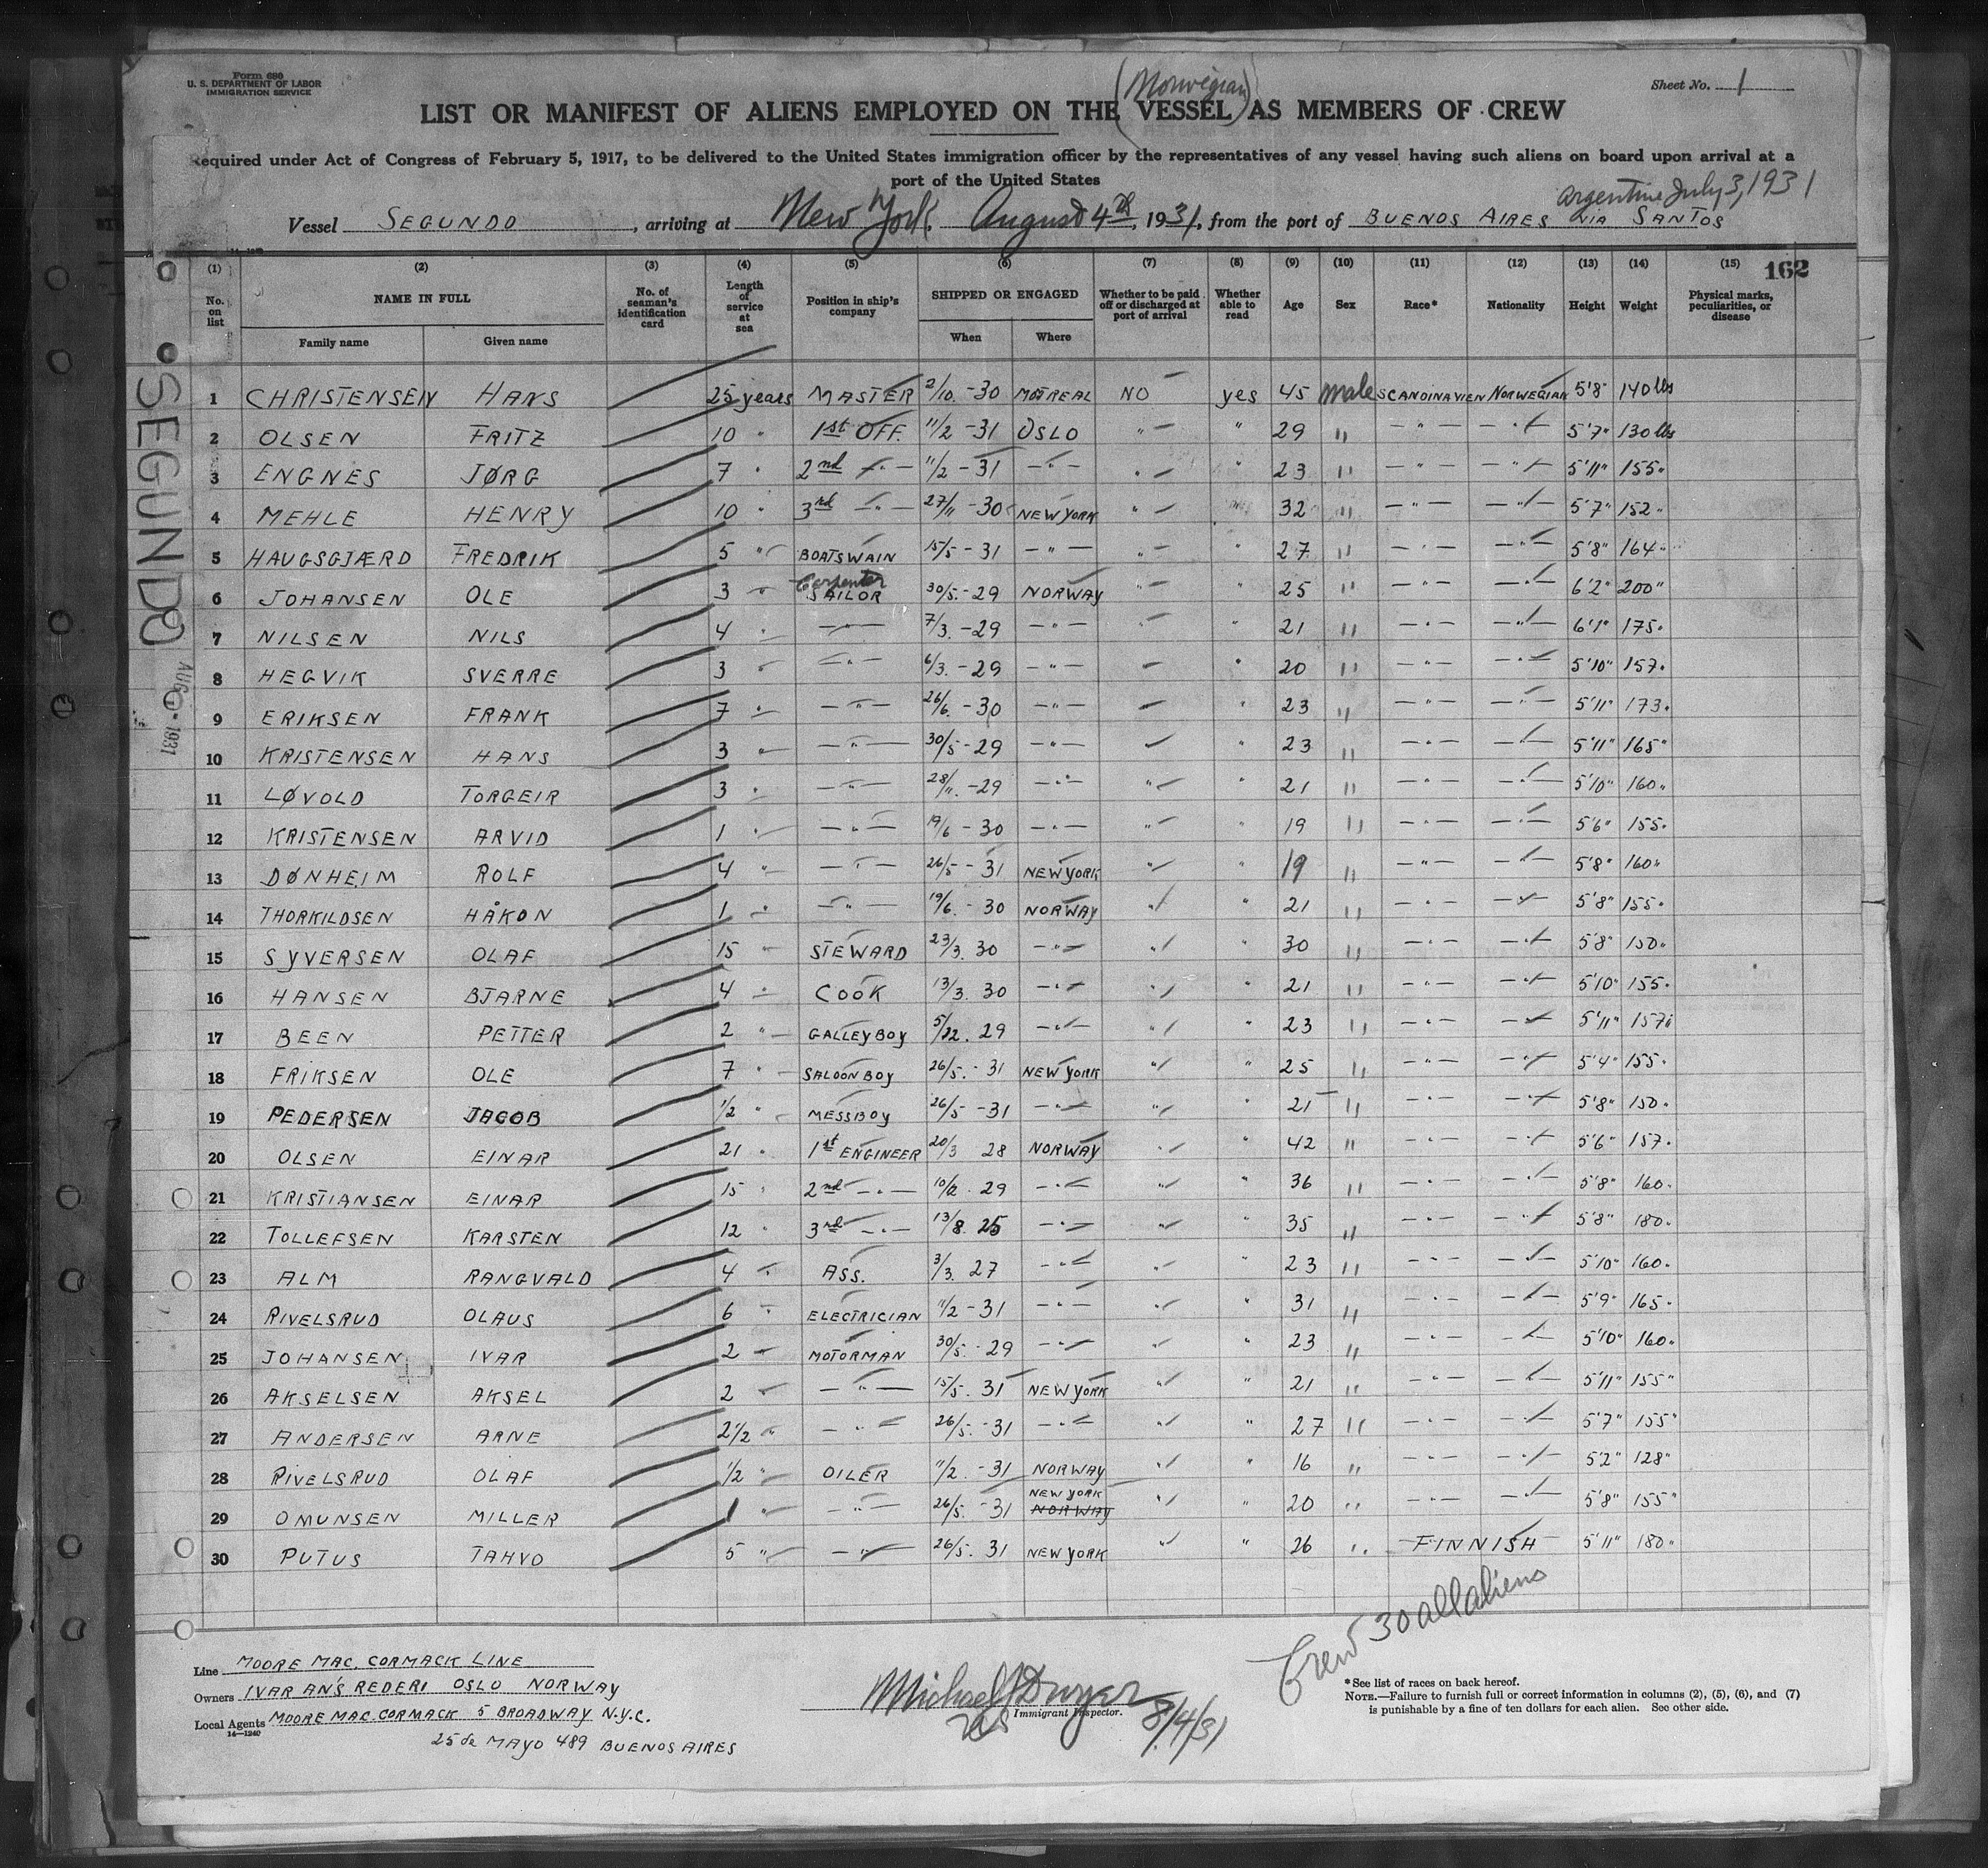 Form 680
U. S. DEPARTMENT OF LABOR
IMMIGRATION SERVICE
Sheet No. 1
(Norwegian)
LIST OR MANIFEST OF ALIENS EMPLOYED ON THE VESSEL AS MEMBERS OF CREW
Required under Act of Congress of February 5, 1917, to be delivered to the United States immigration officer by the representatives of any vessel having such aliens on board upon arrival at a
port of the United States
Argentine July 3, 1931
Vessel SEGUNDO, arriving at New York, August 4th, 1931, from the port of BUENOS AIRES VIA SANTOS
162
(1) (2) (3) (4) (5) (6) (7) (8) (9) (10) (11) (12) (13) (14) (15)
No. on list NAME IN FULL Family name Given name No. of seaman's identification card Length of service at sea Position in ship's company SHIPPED OR ENGAGED When Where Whether to be paid off or discharged at port of arrival Whether able to read Age Sex Race* Nationality Height Weight Physical marks, peculiarities, or disease
1 CHRISTENSEN HANS 25 years MASTER 2/10.-30 MOTREAL NO yes 45 male SCANDINAVIEN NORWEGIAN 5'8" 140 lbs
2 OLSEN FRITZ 10 " 1st OFF. 11/2-31 OSLO " " 29 " -"- -"- 5'7" 130 lbs
3 ENGNES JØRG 7 " 2nd -"- 11/2-31 -"- " " 23 " -"- -"- 5'11" 155 "
4 MEHLE HENRY 10 " 3rd -"- 27/11-30 NEW YORK " " 32 " -"- -"- 5'7" 152 "
5 HAUGSGJÆRD FREDRIK 5 " BOATSWAIN 15/5-31 -"- " " 27 " -"- -"- 5'8" 164 "
6 JOHANSEN OLE 3 " Carpenter SAILOR 30/5.-29 NORWAY " " 25 " -"- -"- 6'2" 200 "
7 NILSEN NILS 4 " -"- 7/3.-29 -"- " " 21 " -"- -"- 6'1" 175 "
8 HEGVIK SVERRE 3 " -"- 6/3.-29 -"- " " 20 " -"- -"- 5'10" 157 "
9 ERIKSEN FRANK 7 " -"- 26/6.-30 -"- " " 23 " -"- -"- 5'11" 173 "
10 KRISTENSEN HANS 3 " -"- 30/5-29 -"- " " 23 " -"- -"- 5'11" 165 "
11 LØVOLD TORGEIR 3 " -"- 28/11.-29 -"- " " 21 " -"- -"- 5'10" 160 "
12 KRISTENSEN ARVID 1 " -"- 19/6-30 -"- " " 19 " -"- -"- 5'6" 155 "
13 DØNHEIM ROLF 4 " -"- 26/5-31 NEW YORK " " 19 " -"- -"- 5'8" 160 "
14 THORKILDSEN HÅKON 1 " -"- 19/6.-30 NORWAY " " 21 " -"- -"- 5'8" 155 "
15 SYVERSEN OLAF 15 " STEWARD 23/3. 30 -"- " " 30 " -"- -"- 5'8" 150 "
16 HANSEN BJARNE 4 " COOK 13/3. 30 -"- " " 21 " -"- -"- 5'10" 155 "
17 BEEN PETTER 2 " GALLEY BOY 29 -"- " " 23 " -"- -"- 5'11" 157 "
18 FRIKSEN OLE 7 " SALOON BOY 26/5.-31 NEW YORK " " 25 " -"- -"- 5'4" 155 "
19 PEDERSEN JACOB 1/2 " MESSBOY 26/5-31 -"- " " 21 " -"- -"- 5'8" 150 "
20 OLSEN EINAR 21 " 1st ENGINEER 20/3 28 NORWAY " " 42 " -"- -"- 5'6" 157 "
21 KRISTIANSEN EINAR 15 " 2nd -"- 10/2. 29 -"- " " 36 " -"- -"- 5'8" 160 "
22 TOLLEFSEN KARSTEN 12 " 3rd -"- 13/8. 25 -"- " " 35 " -"- -"- 5'8" 180 "
23 ALM RANGVALD 4 " ASS. 3/3. 27 -"- " " 23 " -"- -"- 5'10" 160 "
24 RIVELSRUD OLAUS 6 " ELECTRICIAN 11/2-31 -"- " " 31 " -"- -"- 5'9" 165 "
25 JOHANSEN IVAR 2 " MOTORMAN 30/5.-29 -"- " " 23 " -"- -"- 5'10" 160 "
26 AKSELSEN AKSEL 2 " -"- 15/5. 31 NEW YORK " " 21 " -"- -"- 5'11" 155 "
27 ANDERSEN ARNE 2 1/2 " -"- 26/5.-31 -"- " " 27 " -"- -"- 5'7" 155 "
28 RIVELSRUD OLAF 1/2 " OILER 11/2.-31 NORWAY " " 16 " -"- -"- 5'2" 128 "
29 OMUNSEN MILLER 1 " -"- 26/5.-31 NEW YORK NORWAY " " 20 " -"- -"- 5'8" 155 "
30 PUTUS TAHVO 5 " -"- 26/5. 31 NEW YORK " " 26 " FINNISH 5'11" 180 "
SEGUNDO
AUG 1931
Crew 30 all aliens
Line MOORE MAC. CORMACK LINE
Owners IVAR AN'S REDERI OSLO NORWAY
Local Agents MOORE MAC. CORMACK 5 BROADWAY N.Y.C.
14—1240
25 de MAYO 489 BUENOS AIRES
Michael J Dwyer
Immigrant Inspector.
8/4/31
*See list of races on back hereof.
NOTE.—Failure to furnish full or correct information in columns (2), (5), (6), and (7)
is punishable by a fine of ten dollars for each alien. See other side.